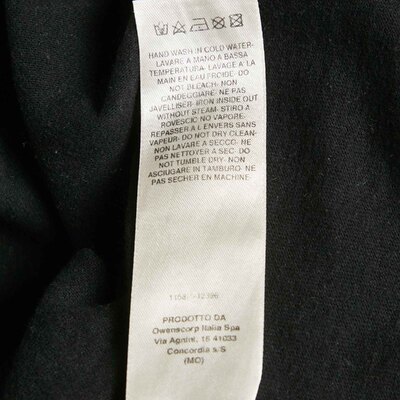 HAND WASH IN COLD WATER-
LAVARE A MANO A BASSA
TEMPERATURA- LAVAGE A LA
MAIN EN EAU FROIDE- DO
NOT BLEACH- NON
CANDEGGIARE- NE PAS
JAVELLISER- IRON INSIDE OUT
WITHOUT STEAM- STIRO A
ROVESCIO NO VAPORE-
REPASSER A L'ENVERS SANS
VAPEUR- DO NOT DRY CLEAN-
NON LAVARE A SECCO- NE
PAS NETTOYER A SEC- DO
NOT TUMBLE DRY- NON
ASCIUGARE IN TAMBURO- NE
PAS SECHER EN MACHINE-
PRODOTTO DA
Owenscorp Italia Spa
Via Agnini, 16 41033
Concordia s/S
(MO)